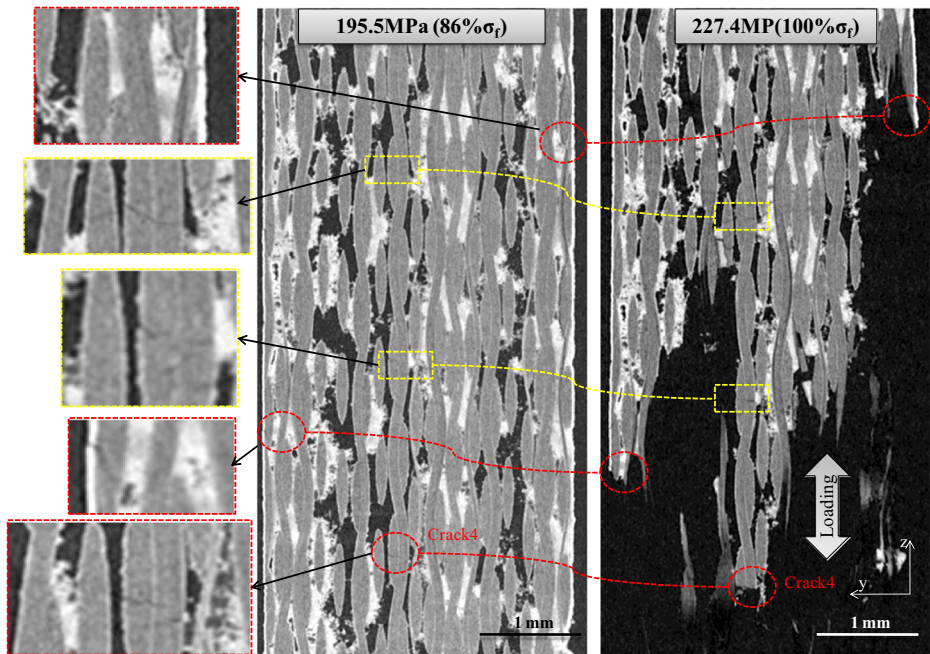 195.5MPa (86%σf)
227.4MP(100%σf)
Crack4
Loading
z
y
Crack4
1 mm
1 mm